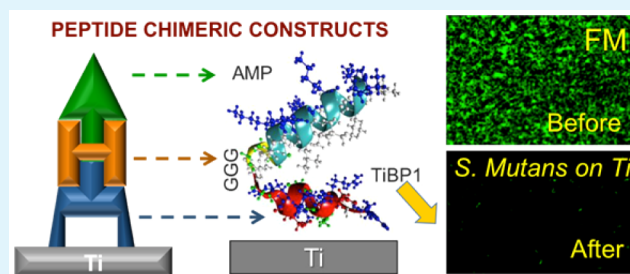 PEPTIDE CHIMERIC CONSTRUCTS
AMP
GGG
TiBP1
Ti
Ti
FM
Before
S. Mutans on Ti
After